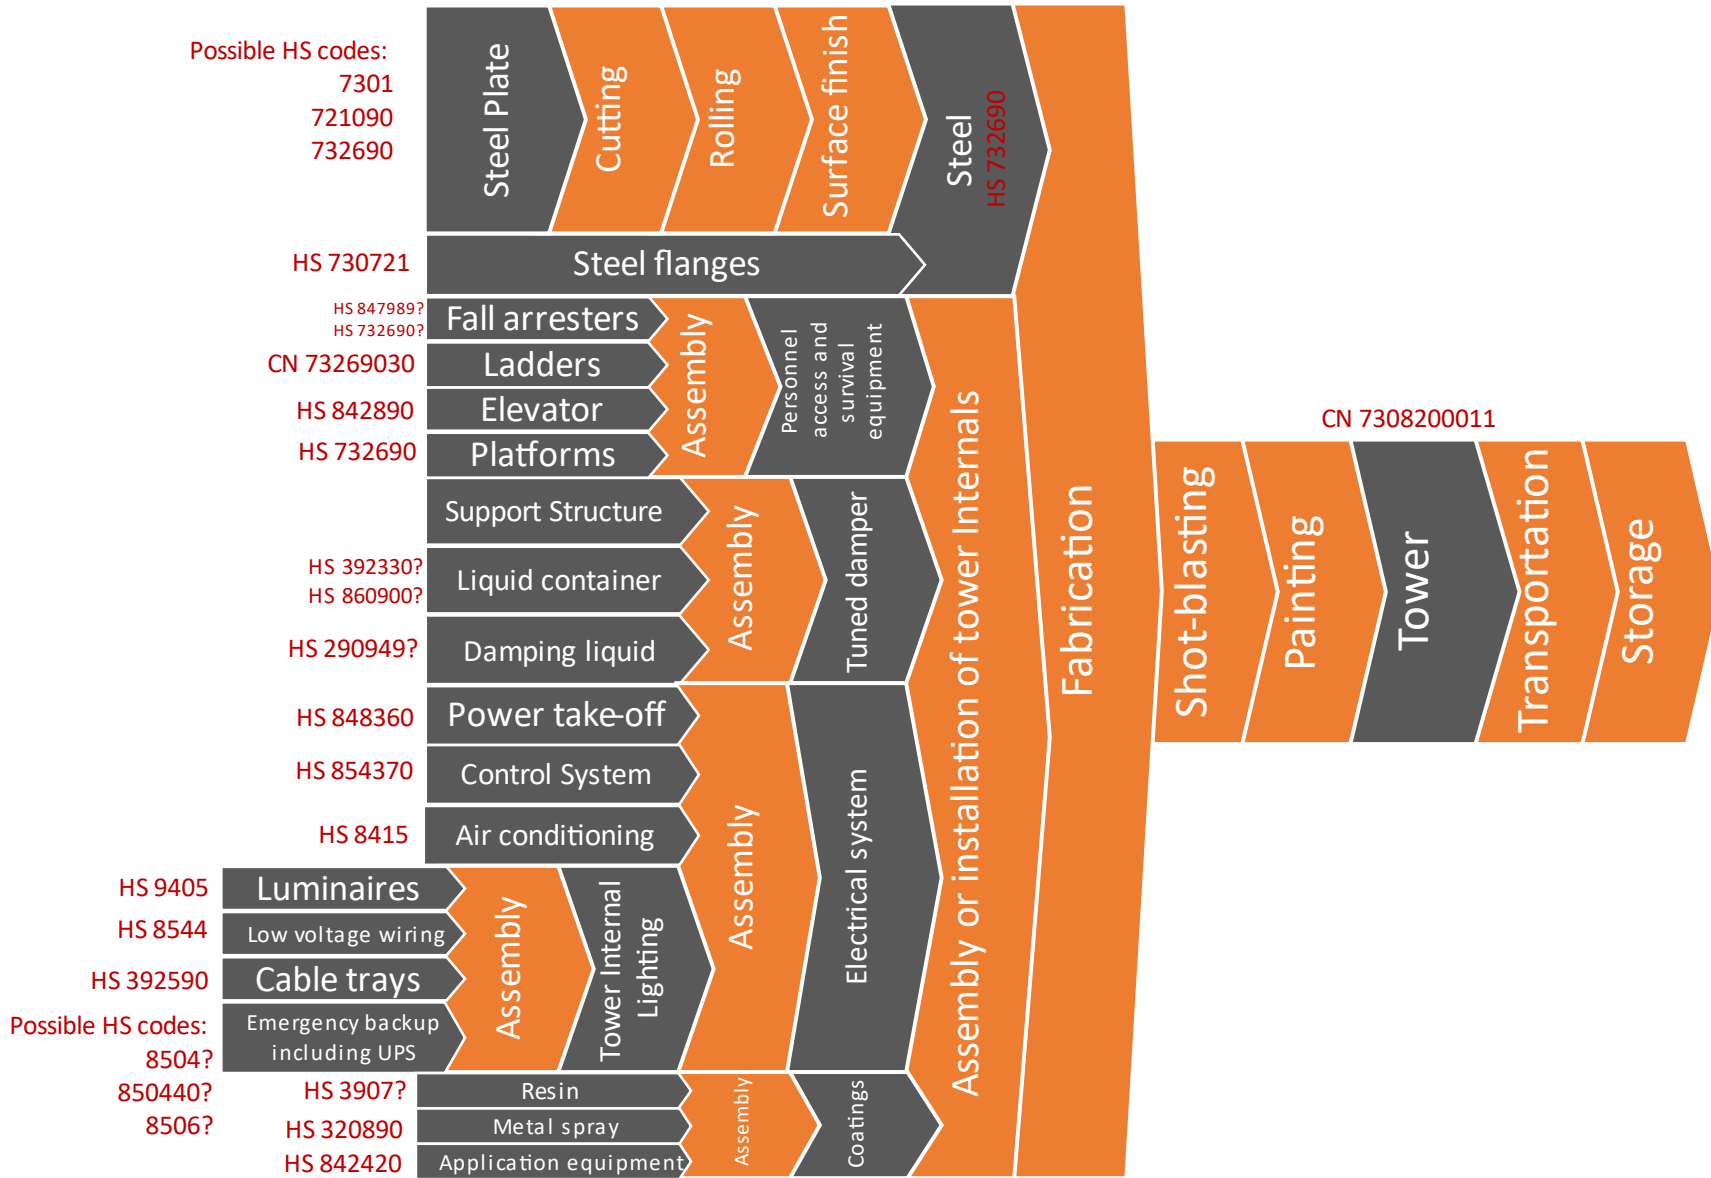 Possible HS codes:
7301
721090
732690
Steel Plate
Cutting
Rolling
Surface finish
Steel
HS 732690
HS 730721
Steel flanges
HS 847989?
HS 732690?
Fall arresters
CN 73269030
Ladders
HS 842890
Elevator
HS 732690
Platforms
Assembly
Personnel
access and
survival
equipment
Support Structure
HS 392330?
HS 860900?
Liquid container
HS 290949?
Damping liquid
Assembly
Tuned damper
HS 848360
Power take-off
HS 854370
Control System
HS 8415
Air conditioning
HS 9405
Luminaires
HS 8544
Low voltage wiring
HS 392590
Cable trays
Possible HS codes:
8504?
850440?
8506?
Emergency backup
including UPS
Assembly
Tower Internal
Lighting
Assembly
Electrical system
HS 3907?
Resin
HS 320890
Metal spray
HS 842420
Application equipment
Assembly
Coatings
Assembly or installation of tower Internals
Fabrication
CN 7308200011
Shot-blasting
Painting
Tower
Transportation
Storage